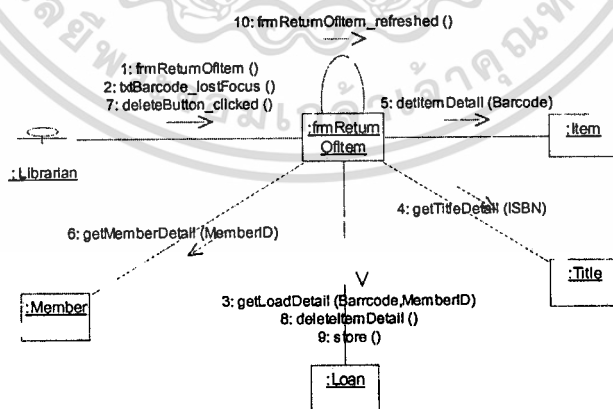 10: frmReturnOfItem_refreshed ()
1: frmReturnOfItem ()
2: txtBarcode_lostFocus ()
7: deleteButton_clicked ()
5: detItemDetail (Barcode)
:frmReturn
OfItem
:Item
:Librarian
4: getTitleDetail (ISBN)
6: getMemberDetail (MemberID)
:Title
:Member
3: getLoadDetail (Barrcode,MemberID)
8: deleteItemDetail ()
9: store ()
:Loan